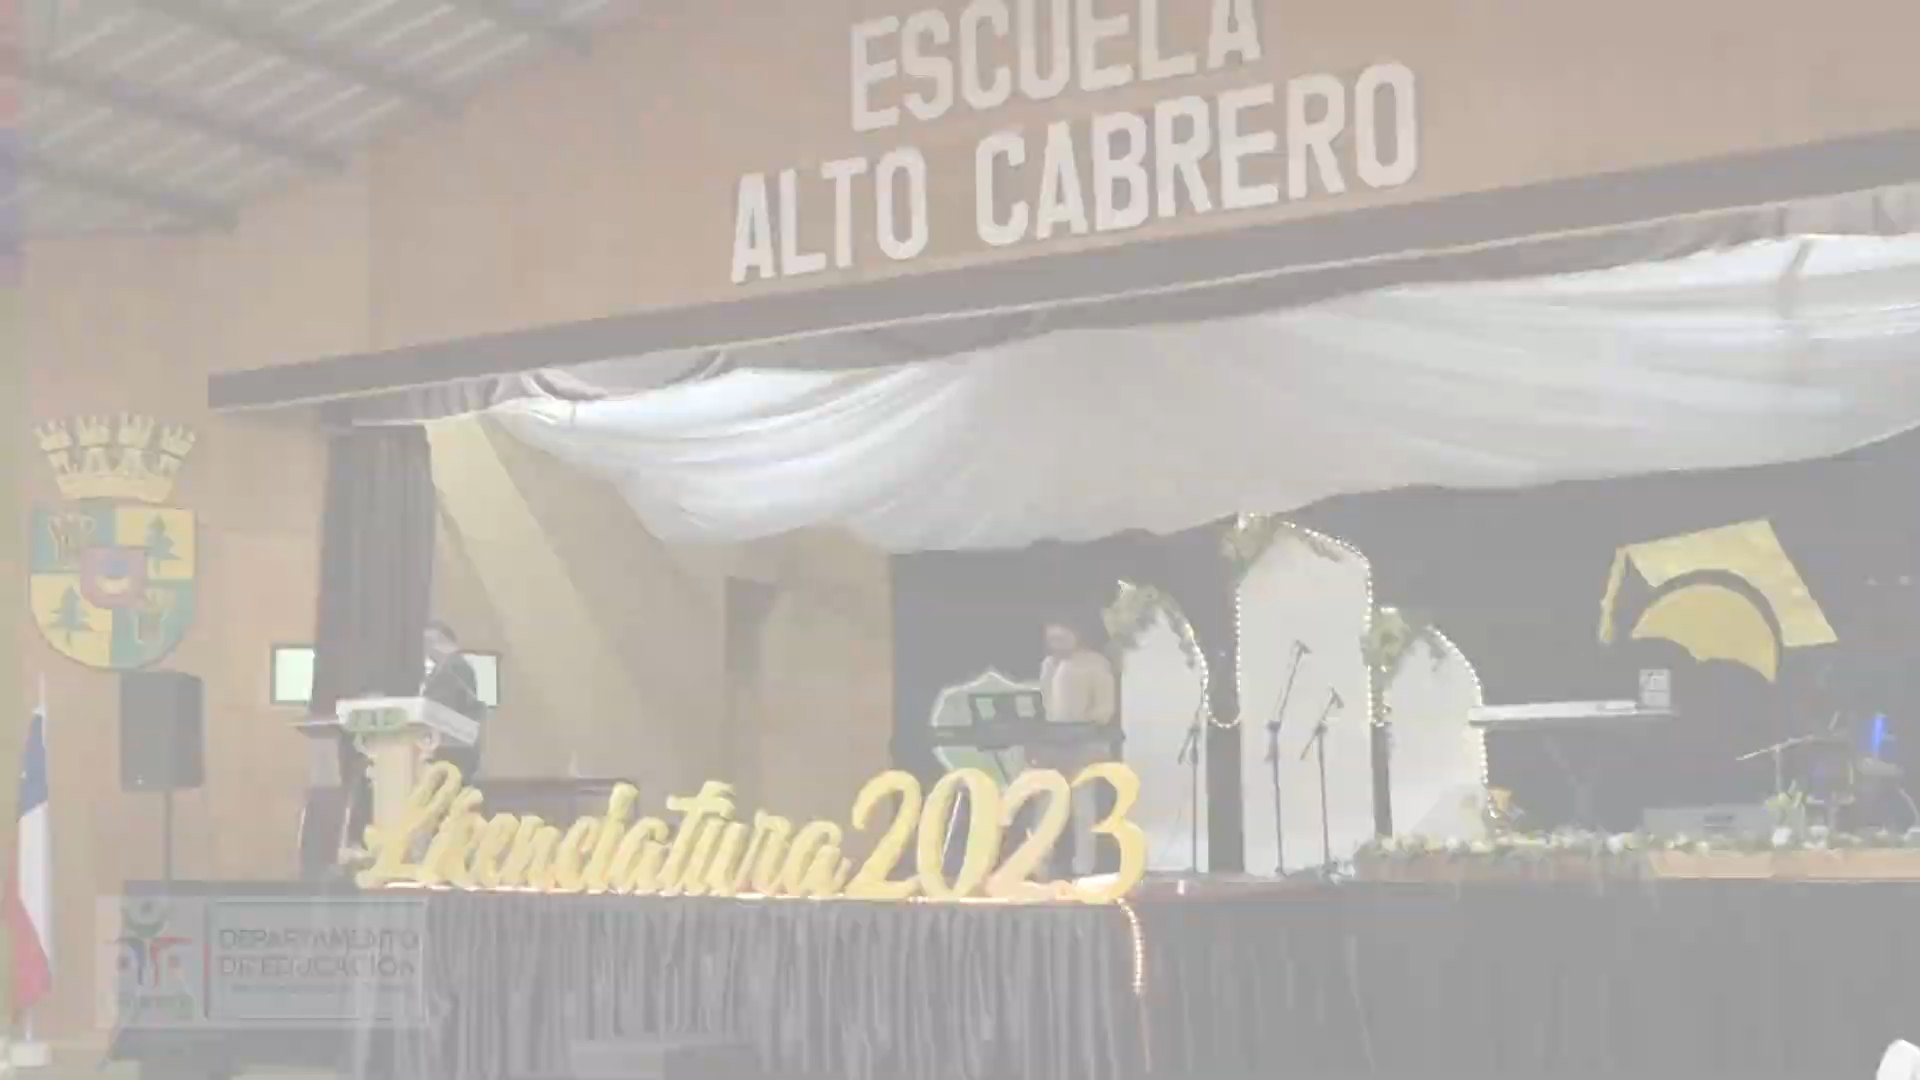 ESCUELA
ALTO CABRERO
Licenciatura 2023
DEPARTAMENTO
DE EDUCACIÓN